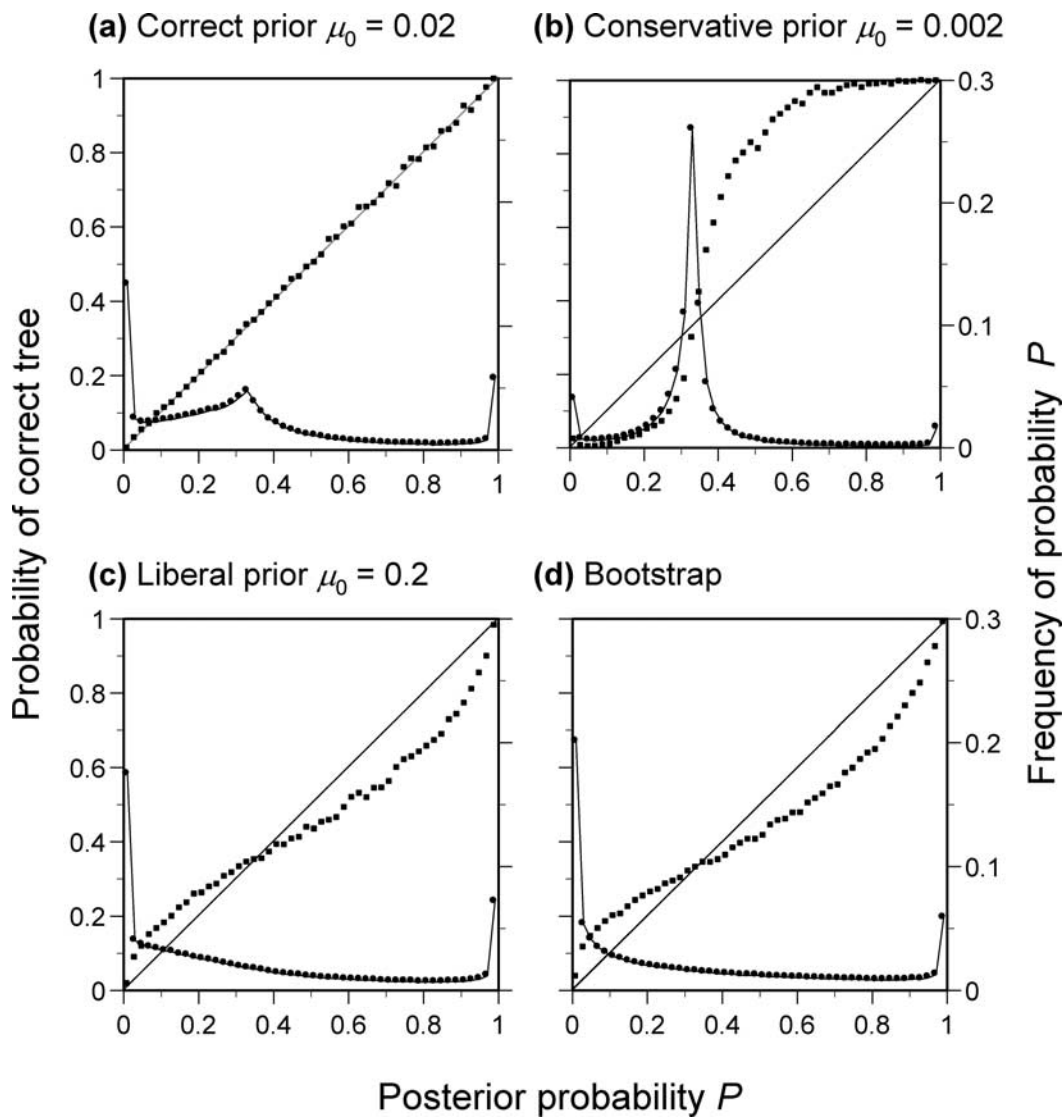 (a) Correct prior μ0 = 0.02
(b) Conservative prior μ0 = 0.002
1
0.8
0.6
0.4
0.2
0
0 0.2 0.4 0.6 0.8 1
0.3
0.2
0.1
0
0 0.2 0.4 0.6 0.8 1
(c) Liberal prior μ0 = 0.2
(d) Bootstrap
1
0.8
0.6
0.4
0.2
0
0 0.2 0.4 0.6 0.8 1
0.3
0.2
0.1
0
0 0.2 0.4 0.6 0.8 1
Probability of correct tree
Frequency of probability P
Posterior probability P